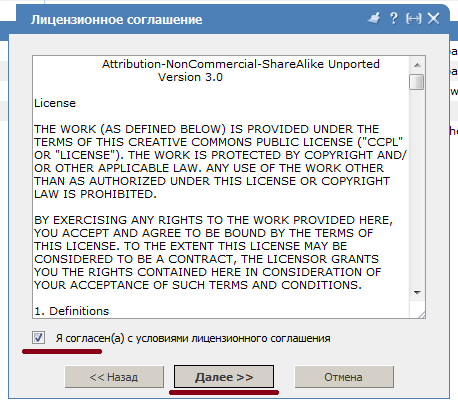 Лицензионное соглашение
Attribution-NonCommercial-ShareAlike Unported
Version 3.0
License
THE WORK (AS DEFINED BELOW) IS PROVIDED UNDER THE
TERMS OF THIS CREATIVE COMMONS PUBLIC LICENSE ("CCPL"
OR "LICENSE"). THE WORK IS PROTECTED BY COPYRIGHT AND/
OR OTHER APPLICABLE LAW. ANY USE OF THE WORK OTHER
THAN AS AUTHORIZED UNDER THIS LICENSE OR COPYRIGHT
LAW IS PROHIBITED.
BY EXERCISING ANY RIGHTS TO THE WORK PROVIDED HERE,
YOU ACCEPT AND AGREE TO BE BOUND BY THE TERMS OF
THIS LICENSE. TO THE EXTENT THIS LICENSE MAY BE
CONSIDERED TO BE A CONTRACT, THE LICENSOR GRANTS
YOU THE RIGHTS CONTAINED HERE IN CONSIDERATION OF
YOUR ACCEPTANCE OF SUCH TERMS AND CONDITIONS.
1. Definitions
Я согласен(а) с условиями лицензионного соглашения
<< Назад
Далее >>
Отмена